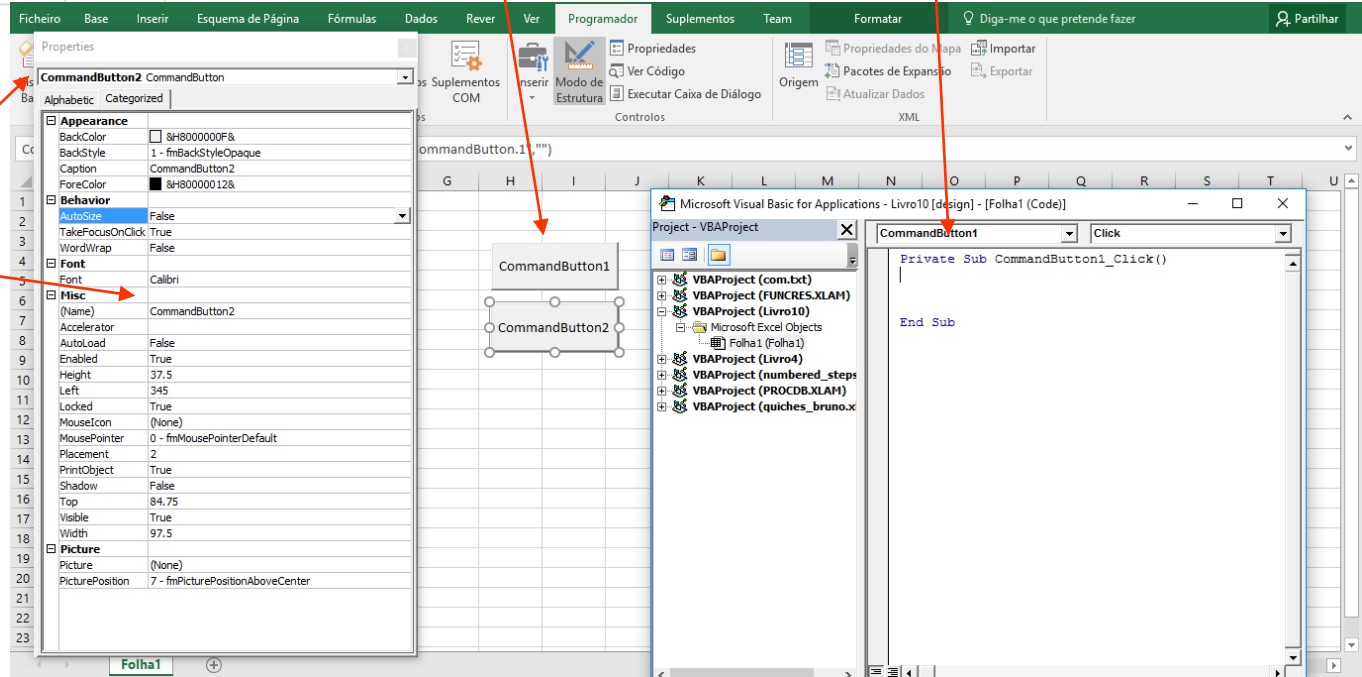 Ficheiro Base Inserir Esquema de Página Fórmulas Dados Rever Ver Programador Suplementos Team Formatar Diga-me o que pretende fazer Partilhar
Properties
CommandButton2 CommandButton
Alphabetic Categorized
Appearance
BackColor &H8000000F&
BackStyle 1 - fmBackStyleOpaque
Caption CommandButton2
ForeColor &H80000012&
Behavior
AutoSize False
TakeFocusOnClick True
WordWrap False
Font
Font Calibri
Misc
(Name) CommandButton2
Accelerator
AutoLoad False
Enabled True
Height 37.5
Left 345
Locked True
MouseIcon (None)
MousePointer 0 - fmMousePointerDefault
Placement 2
PrintObject True
Shadow False
Top 84.75
Visible True
Width 97.5
Picture
Picture (None)
PicturePosition 7 - fmPicturePositionAboveCenter
Ba
Suplementos
COM
Inserir
Modo de
Estrutura
Propriedades
Ver Código
Executar Caixa de Diálogo
Controlos
Origem
Propriedades do Mapa
Pacotes de Expansão
Atualizar Dados
Importar
Exportar
XML
ommandButton.1";"")
G H I J K L M N O P Q R S T U
1
2
3
4
5
6
7
8
9
10
11
12
13
14
15
16
17
18
19
20
21
22
23
CommandButton1
CommandButton2
Microsoft Visual Basic for Applications - Livro10 [design] - [Folha1 (Code)]
Project - VBAProject
VBAProject (com.txt)
VBAProject (FUNCRES.XLAM)
VBAProject (Livro10)
Microsoft Excel Objects
Folha1 (Folha1)
VBAProject (Livro4)
VBAProject (numbered_steps
VBAProject (PROCDB.XLAM)
VBAProject (quiches_bruno.x
CommandButton1 Click
Private Sub CommandButton1_Click()
End Sub
Folha1